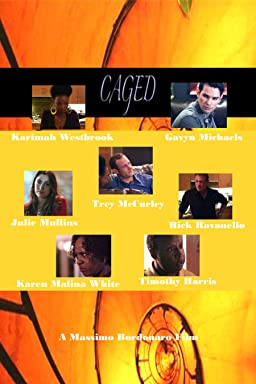 CAGED
Karimah Westbrook
Gavyn Michaels
Trey McCurley
Julie Mullins
Rick Ravanello
Karen Malina White
Timothy Harris
A Massimo Bordonaro Film